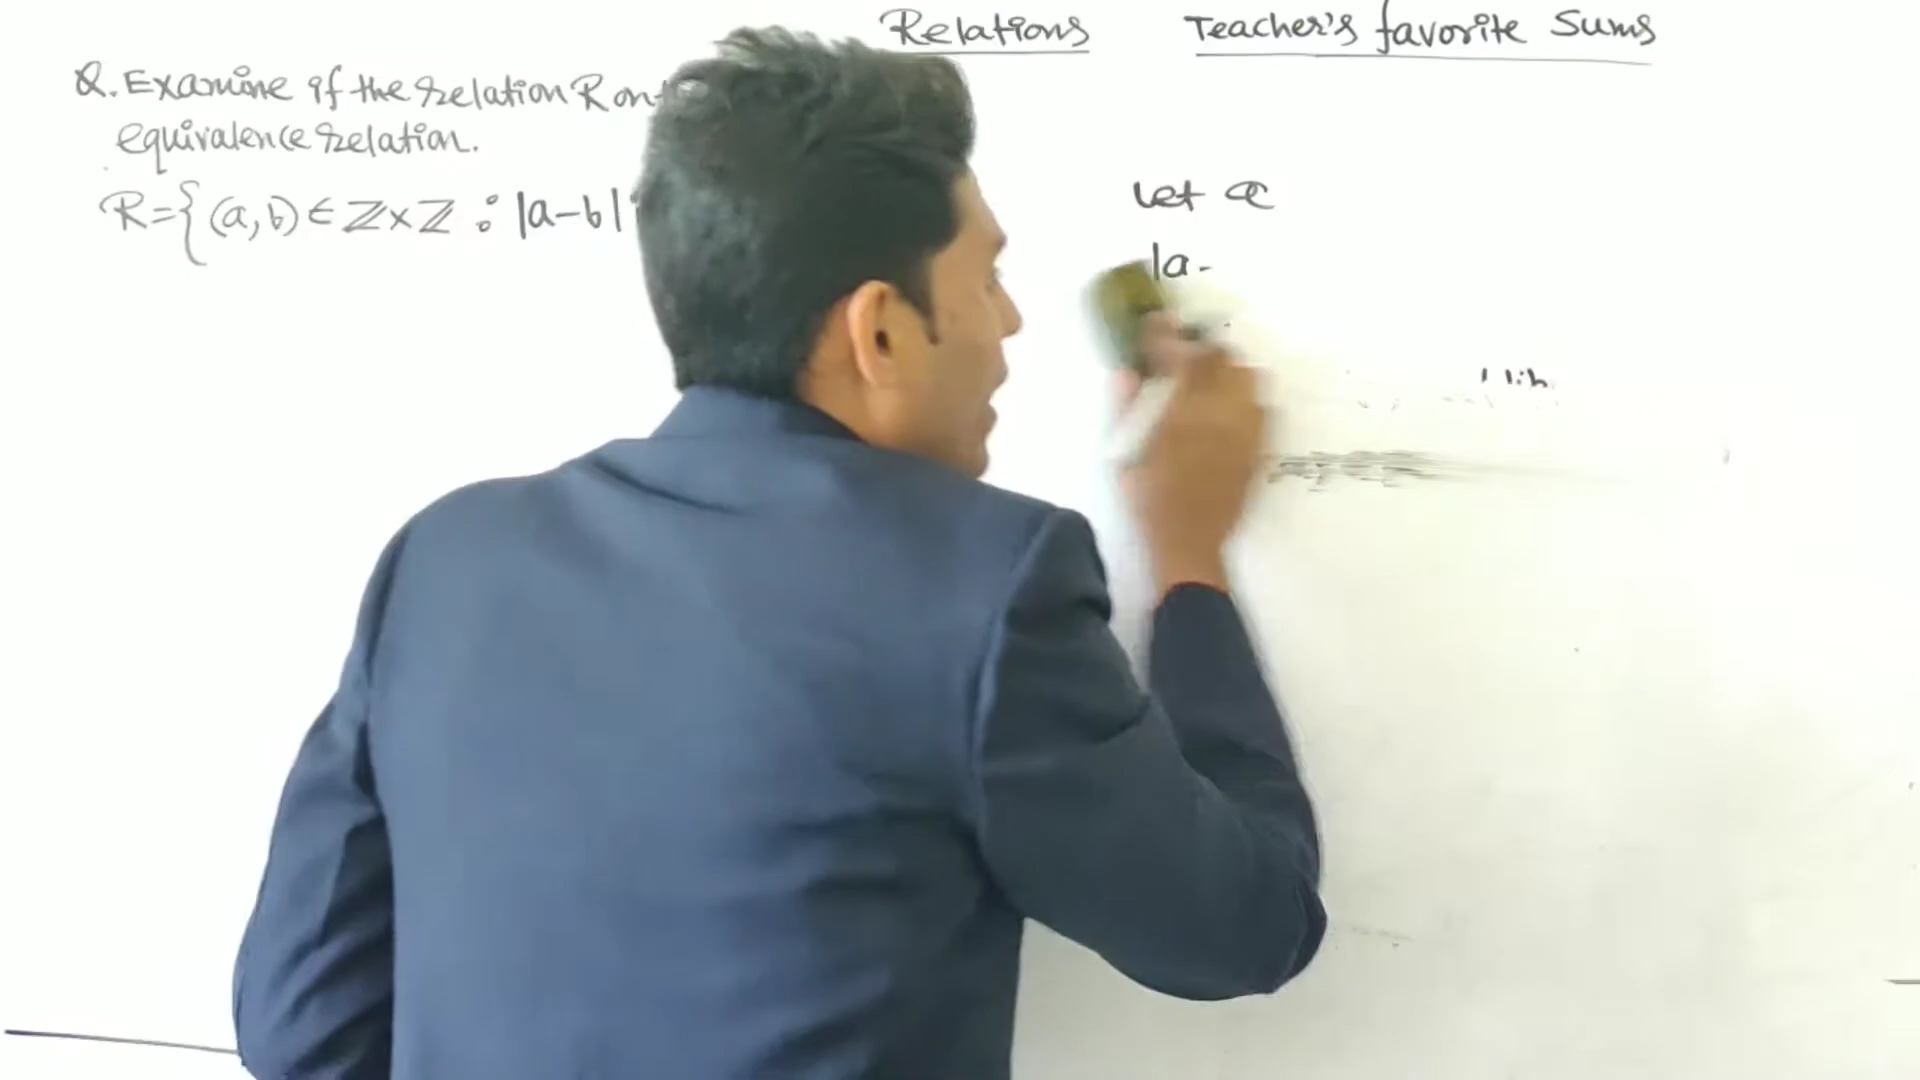 Relations Teacher's favorite Sums
Q. Examine if the relation R on
equivalence relation.
R={(a,b)∈ℤ×ℤ : |a-b|
Let
|a-